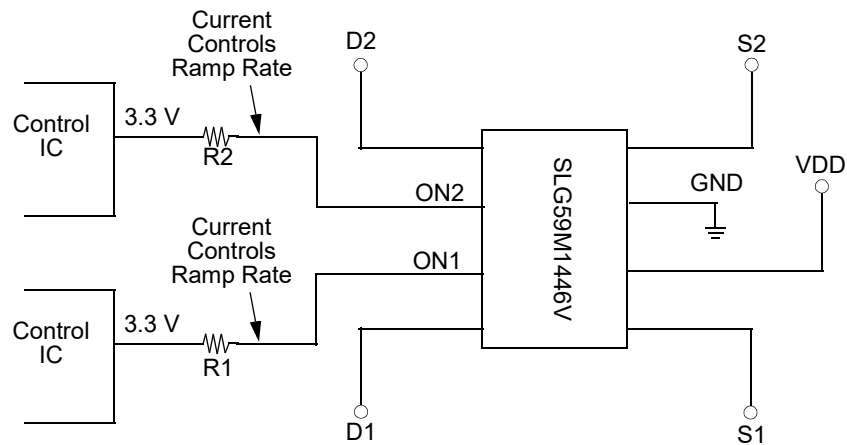 Current
Controls
Ramp Rate
D2
S2
Control
IC
3.3 V
R2
SLG59M1446V
VDD
GND
ON2
Current
Controls
Ramp Rate
ON1
Control
IC
3.3 V
R1
D1
S1